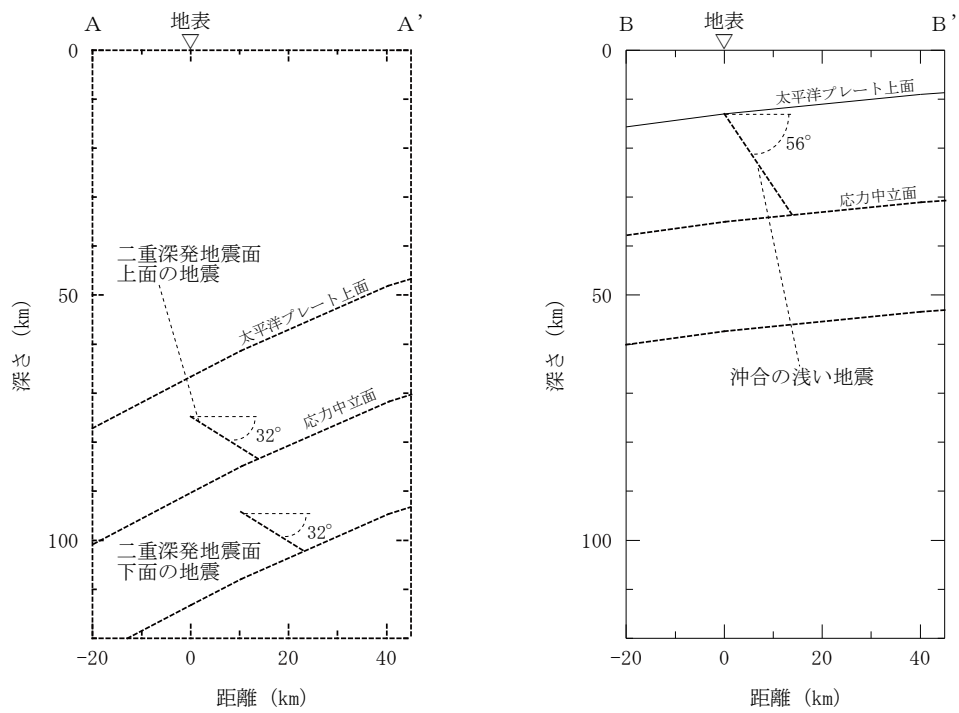 A
地表
▽
A’
0
50
100
深さ (km)
二重深発地震面
上面の地震
太平洋プレート上面
応力中立面
32°
32°
二重深発地震面
下面の地震
-20
0
20
40
距離 (km)
B
地表
▽
B’
0
50
100
深さ (km)
太平洋プレート上面
56°
応力中立面
沖合の浅い地震
-20
0
20
40
距離 (km)